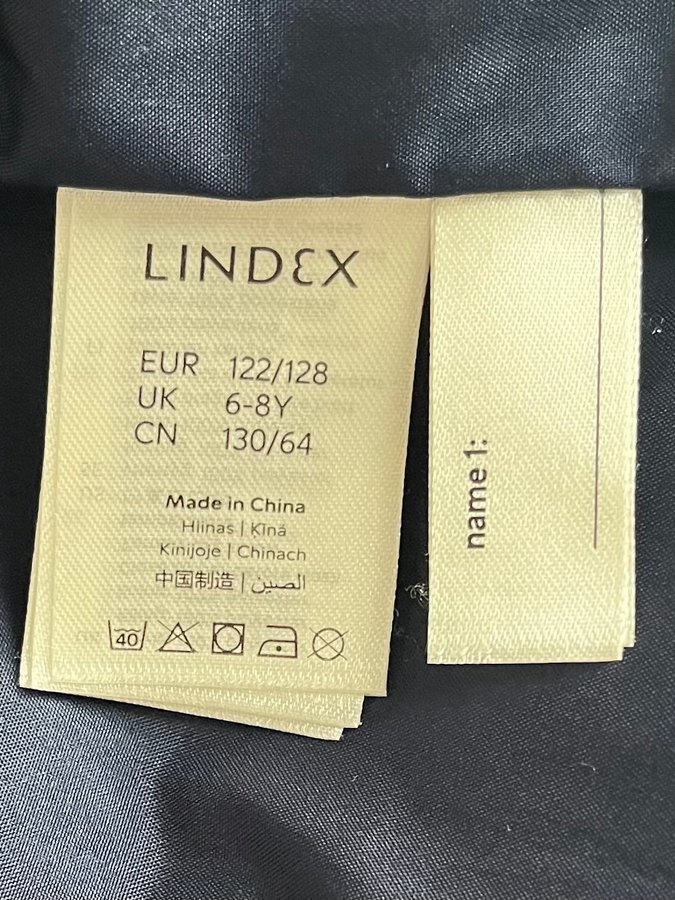 LINDEX
EUR 122/128
UK 6-8Y
CN 130/64
Made in China
Hiinas | Ķīnā
Kinijoje | Chinach
中国制造 | الصين
40
name 1: